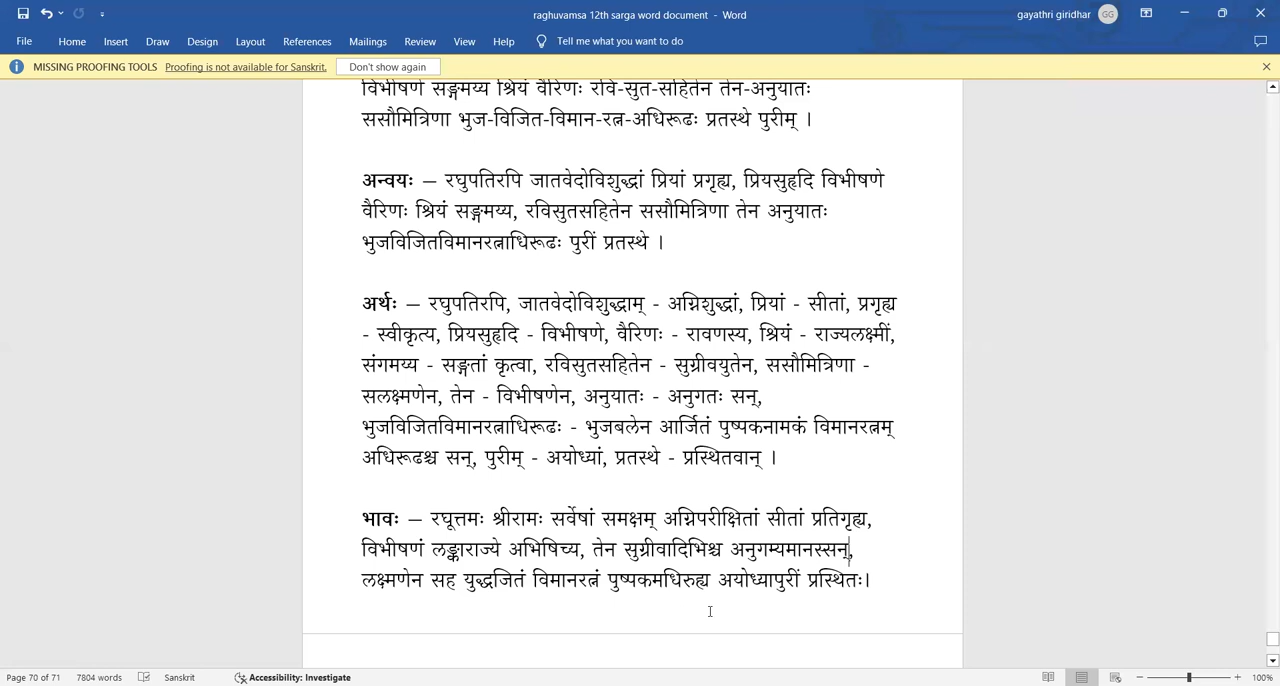 raghuvamsa 12th sarga word document - Word
gayathri giridhar GG
File Home Insert Draw Design Layout References Mailings Review View Help Tell me what you want to do
MISSING PROOFING TOOLS Proofing is not available for Sanskrit. Don't show again
विभीषणे सङ्गमय्य श्रियं वैरिणः रवि-सुत-सहितेन तेन-अनुयातः
ससौमित्रिणा भुज-विजित-विमान-रत्न-अधिरूढः प्रतस्थे पुरीम् ।
अन्वयः – रघुपतिरपि जातवेदोविशुद्धां प्रियां प्रगृह्य, प्रियसुहृदि विभीषणे
वैरिणः श्रियं सङ्गमय्य, रविसुतसहितेन ससौमित्रिणा तेन अनुयातः
भुजविजितविमानरत्नाधिरूढः पुरीं प्रतस्थे ।
अर्थः – रघुपतिरपि, जातवेदोविशुद्धाम् - अग्निशुद्धां, प्रियां - सीतां, प्रगृह्य
- स्वीकृत्य, प्रियसुहृदि - विभीषणे, वैरिणः - रावणस्य, श्रियं - राज्यलक्ष्मीं,
संगमय्य - सङ्गतां कृत्वा, रविसुतसहितेन - सुग्रीवयुतेन, ससौमित्रिणा -
सलक्ष्मणेन, तेन - विभीषणेन, अनुयातः - अनुगतः सन्,
भुजविजितविमानरत्नाधिरूढः - भुजबलेन आर्जितं पुष्पकनामकं विमानरत्नम्
अधिरूढश्च सन्, पुरीम् - अयोध्यां, प्रतस्थे - प्रस्थितवान् ।
भावः – रघूत्तमः श्रीरामः सर्वेषां समक्षम् अग्निपरीक्षितां सीतां प्रतिगृह्य,
विभीषणं लङ्काराज्ये अभिषिच्य, तेन सुग्रीवादिभिश्च अनुगम्यमानस्सन्,
लक्ष्मणेन सह युद्धजितं विमानरत्नं पुष्पकमधिरुह्य अयोध्यापुरीं प्रस्थितः।
Page 70 of 71 7804 words Sanskrit Accessibility: Investigate 100%